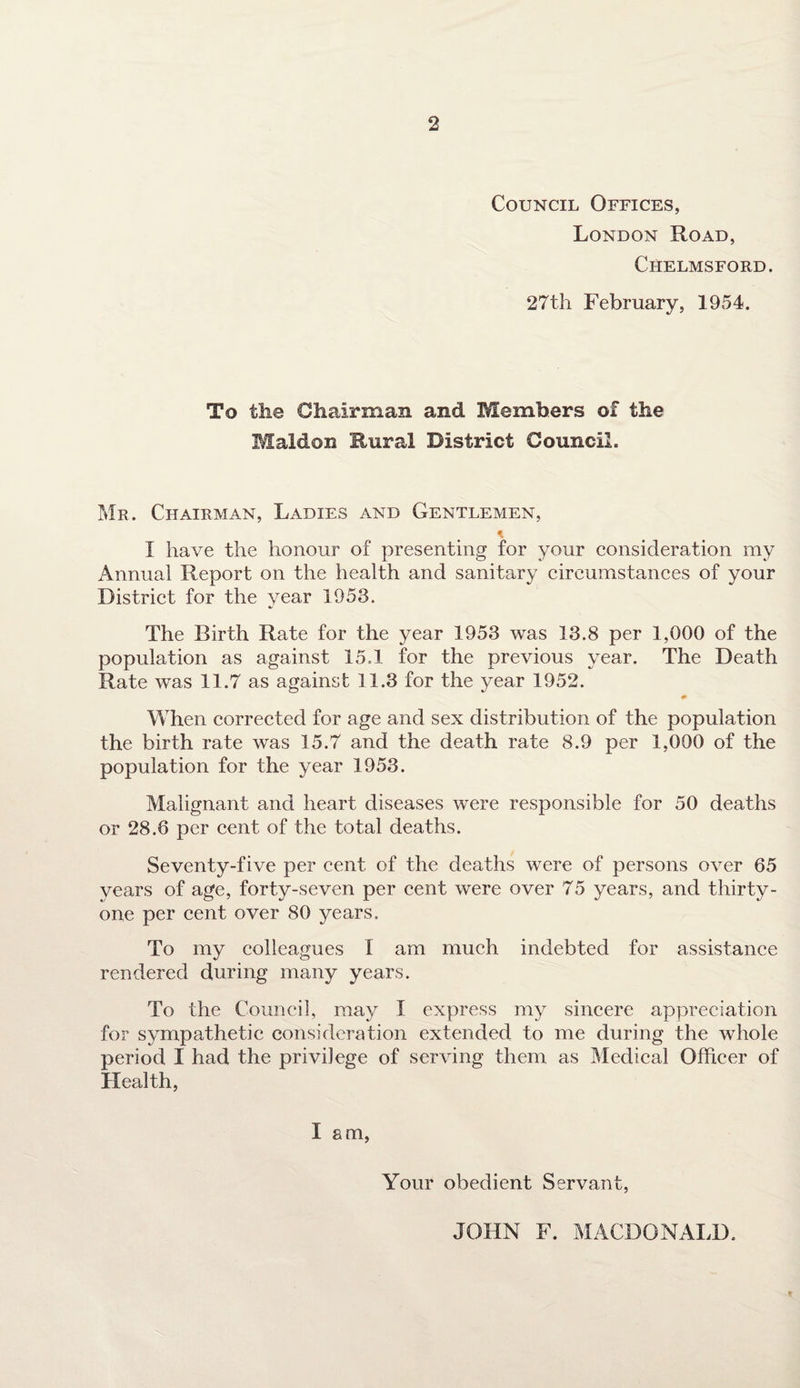 2
Council Offices,
London Road,
Chelmsford.
27th February, 1954.
To the Chairman and Members of the
Maldon Rural District Council.
Mr. Chairman, Ladies and Gentlemen,
I have the honour of presenting for your consideration my
Annual Report on the health and sanitary circumstances of your
District for the year 1953.
The Birth Rate for the year 1953 was 13.8 per 1,000 of the
population as against 15.1 for the previous year. The Death
Rate was 11.7 as against 11.3 for the year 1952.
When corrected for age and sex distribution of the population
the birth rate was 15.7 and the death rate 8.9 per 1,000 of the
population for the year 1953.
Malignant and heart diseases were responsible for 50 deaths
or 28.6 per cent of the total deaths.
Seventy-five per cent of the deaths were of persons over 65
years of age, forty-seven per cent were over 75 years, and thirty-
one per cent over 80 years.
To my colleagues I am much indebted for assistance
rendered during many years.
To the Council, may I express my sincere appreciation
for sympathetic consideration extended to me during the whole
period I had the privilege of serving them as Medical Officer of
Health,
I am,
Your obedient Servant,
JOHN F. MACDONALD.